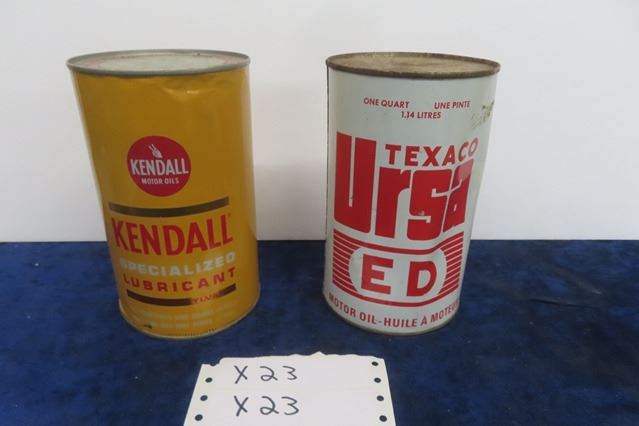 KENDALL
MOTOR OILS
KENDALL
SPECIALIZED
LUBRICANT
ONE QUART UNE PINTE
1.14 LITRES
TEXACO
Ursa
ED
MOTOR OIL-HUILE À
X23
X23